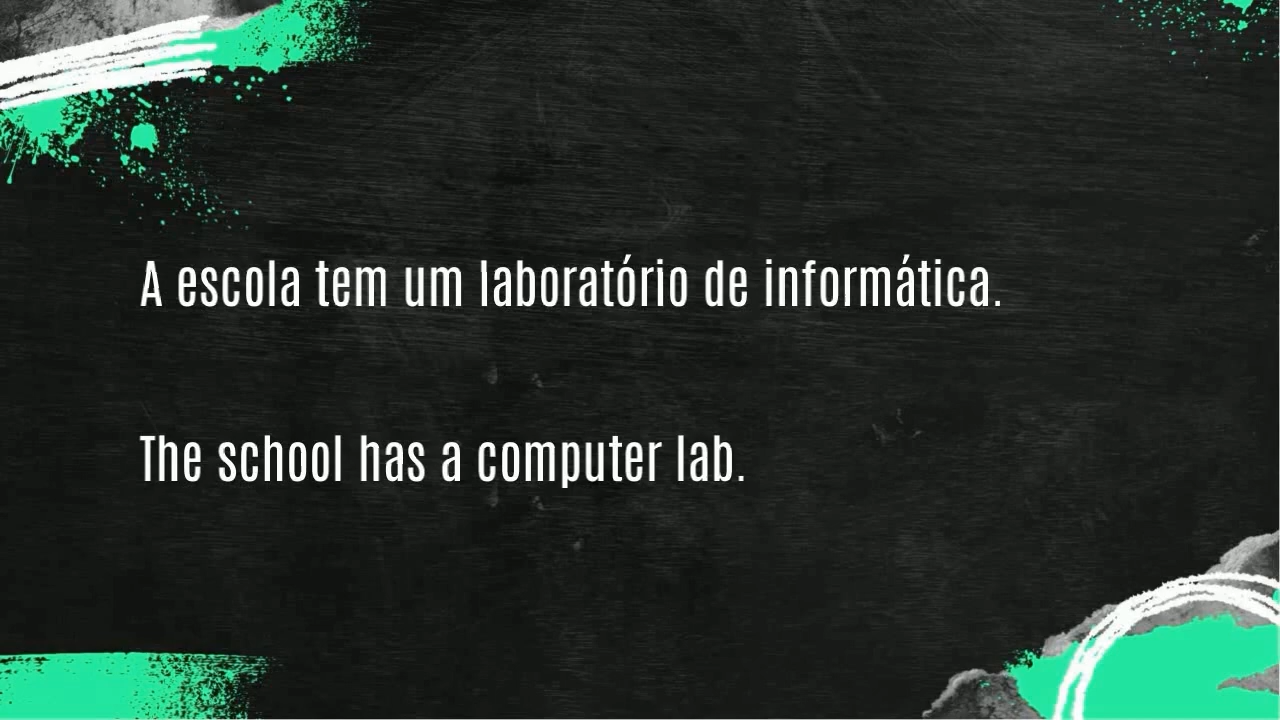 A escola tem um laboratório de informática.
The school has a computer lab.